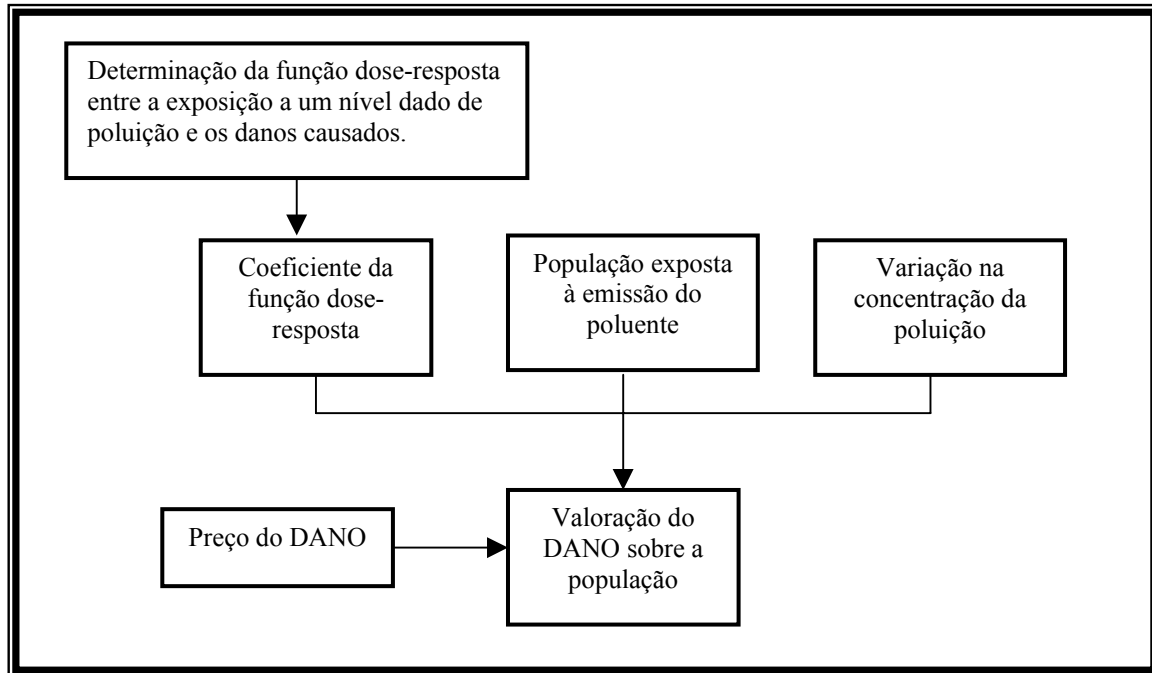 Determinação da função dose-resposta
entre a exposição a um nível dado de
poluição e os danos causados.
Coeficiente da
função dose-
resposta
População exposta
à emissão do
poluente
Variação na
concentração da
poluição
Preço do DANO
Valoração do
DANO sobre a
população